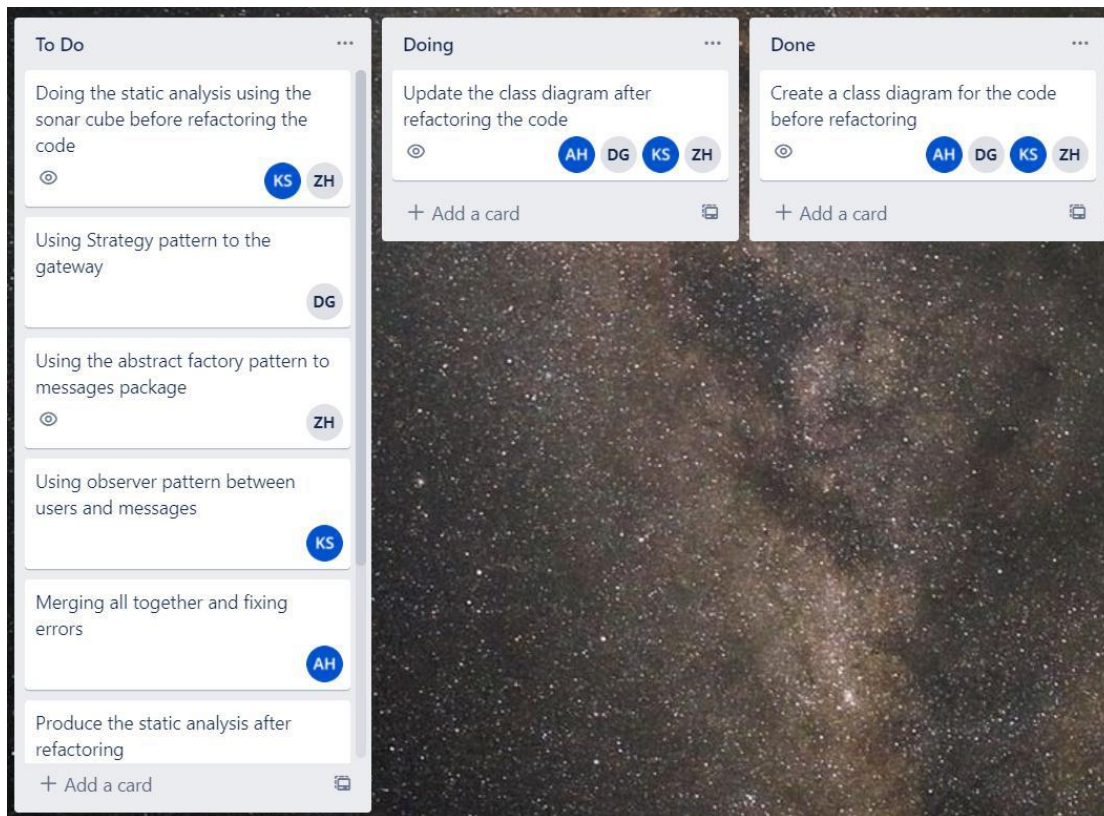 To Do
Doing the static analysis using the
sonar cube before refactoring the
code
KS ZH
Using Strategy pattern to the
gateway
DG
Using the abstract factory pattern to
messages package
ZH
Using observer pattern between
users and messages
KS
Merging all together and fixing
errors
AH
Produce the static analysis after
refactoring
+ Add a card
Doing
Update the class diagram after
refactoring the code
AH DG KS ZH
+ Add a card
Done
Create a class diagram for the code
before refactoring
AH DG KS ZH
+ Add a card